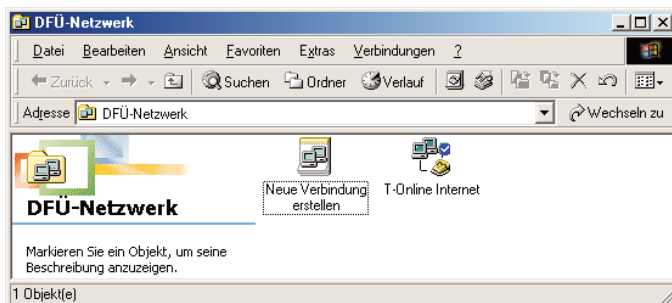 DFÜ-Netzwerk
Datei Bearbeiten Ansicht Favoriten Extras Verbindungen ?
Zurück Suchen Ordner Verlauf
Adresse DFÜ-Netzwerk Wechseln zu
Neue Verbindung
erstellen
T-Online Internet
DFÜ-Netzwerk
Markieren Sie ein Objekt, um seine
Beschreibung anzuzeigen.
1 Objekt(e)